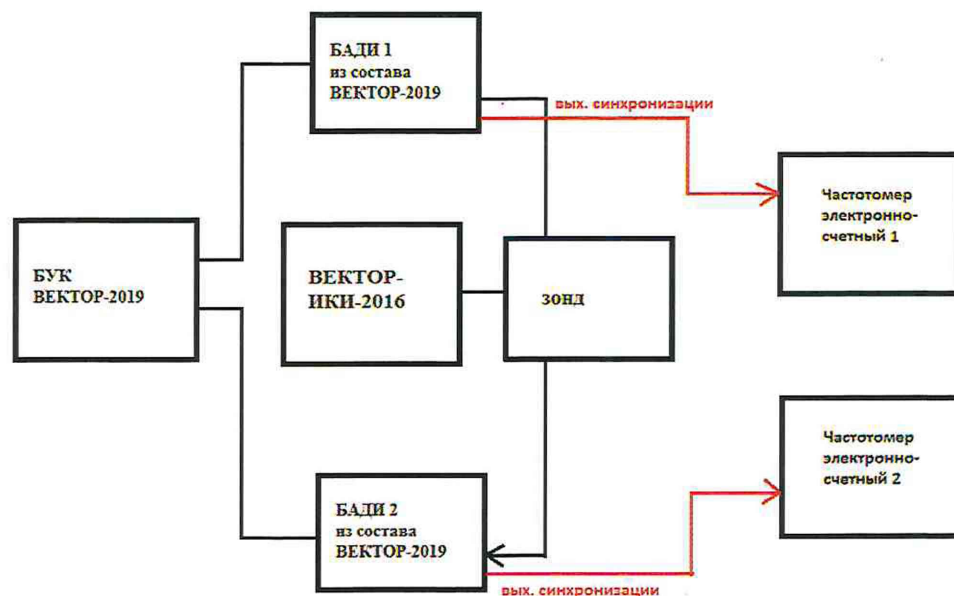 БАДИ 1
из состава
ВЕКТОР-2019
вых. синхронизации
Частотомер
электронно-
счетный 1
БУК
ВЕКТОР-2019
ВЕКТОР-
ИКИ-2016
зонд
Частотомер
электронно-
счетный 2
БАДИ 2
из состава
ВЕКТОР-2019
вых. синхронизации